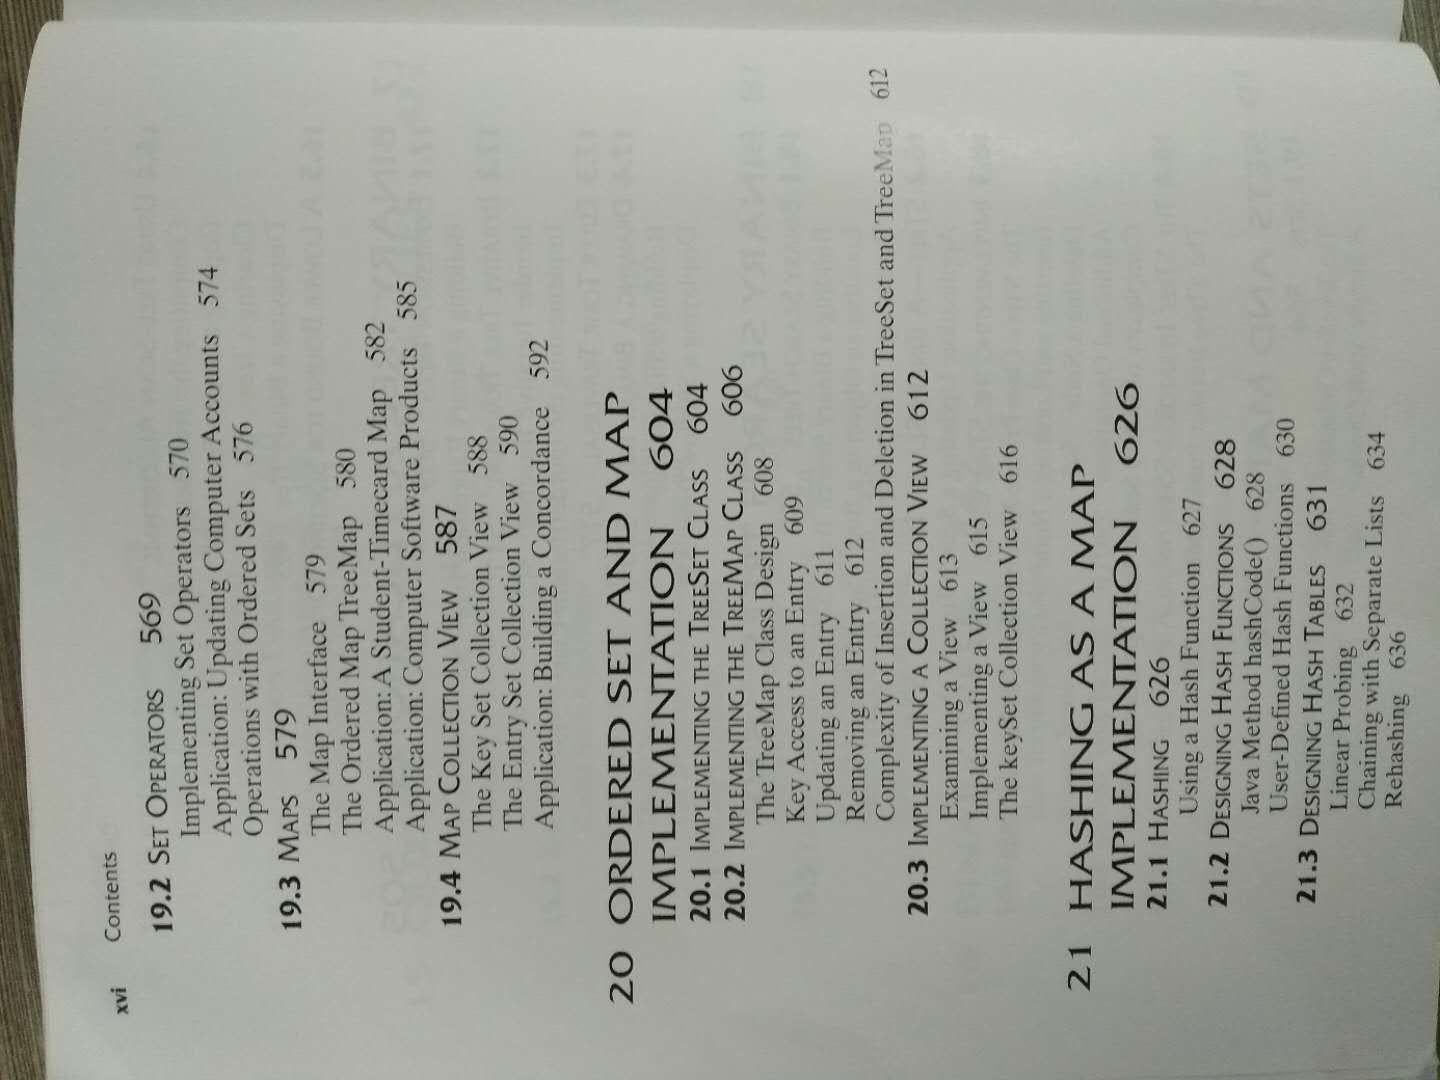 xvi Contents
19.2 SET OPERATORS 569
Implementing Set Operators 570
Application: Updating Computer Accounts 574
Operations with Ordered Sets 576
19.3 MAPS 579
The Map Interface 579
The Ordered Map TreeMap 580
Application: A Student-Timecard Map 582
Application: Computer Software Products 585
19.4 MAP COLLECTION VIEW 587
The Key Set Collection View 588
The Entry Set Collection View 590
Application: Building a Concordance 592
20 ORDERED SET AND MAP
IMPLEMENTATION 604
20.1 IMPLEMENTING THE TREESET CLASS 604
20.2 IMPLEMENTING THE TREEMAP CLASS 606
The TreeMap Class Design 608
Key Access to an Entry 609
Updating an Entry 611
Removing an Entry 612
Complexity of Insertion and Deletion in TreeSet and TreeMap 612
20.3 IMPLEMENTING A COLLECTION VIEW 612
Examining a View 613
Implementing a View 615
The keySet Collection View 616
21 HASHING AS A MAP
IMPLEMENTATION 626
21.1 HASHING 626
Using a Hash Function 627
21.2 DESIGNING HASH FUNCTIONS 628
Java Method hashCode() 628
User-Defined Hash Functions 630
21.3 DESIGNING HASH TABLES 631
Linear Probing 632
Chaining with Separate Lists 634
Rehashing 636